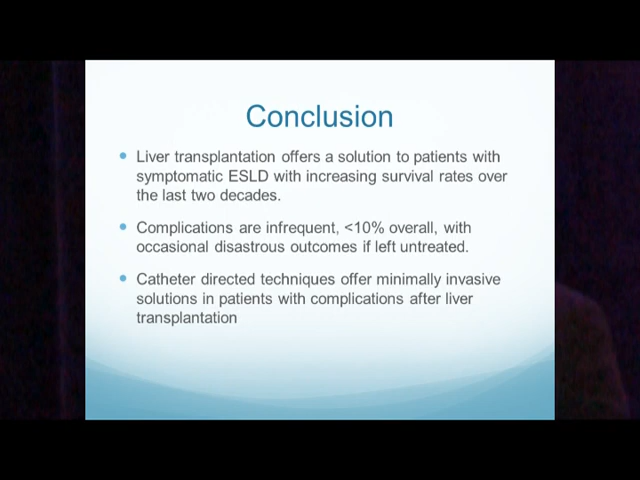 Conclusion
• Liver transplantation offers a solution to patients with
symptomatic ESLD with increasing survival rates over
the last two decades.
• Complications are infrequent, <10% overall, with
occasional disastrous outcomes if left untreated.
• Catheter directed techniques offer minimally invasive
solutions in patients with complications after liver
transplantation